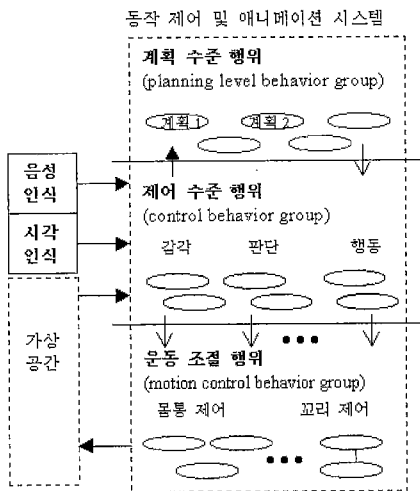 동작 제어 및 애니메이션 시스템
계획 수준 행위
(planning level behavior group)
계획 1
계획 2
음성
인식
시각
인식
가상
공간
제어 수준 행위
(control behavior group)
감각 판단 행동
운동 조절 행위
(motion control behavior group)
몸통 제어 꼬리 제어